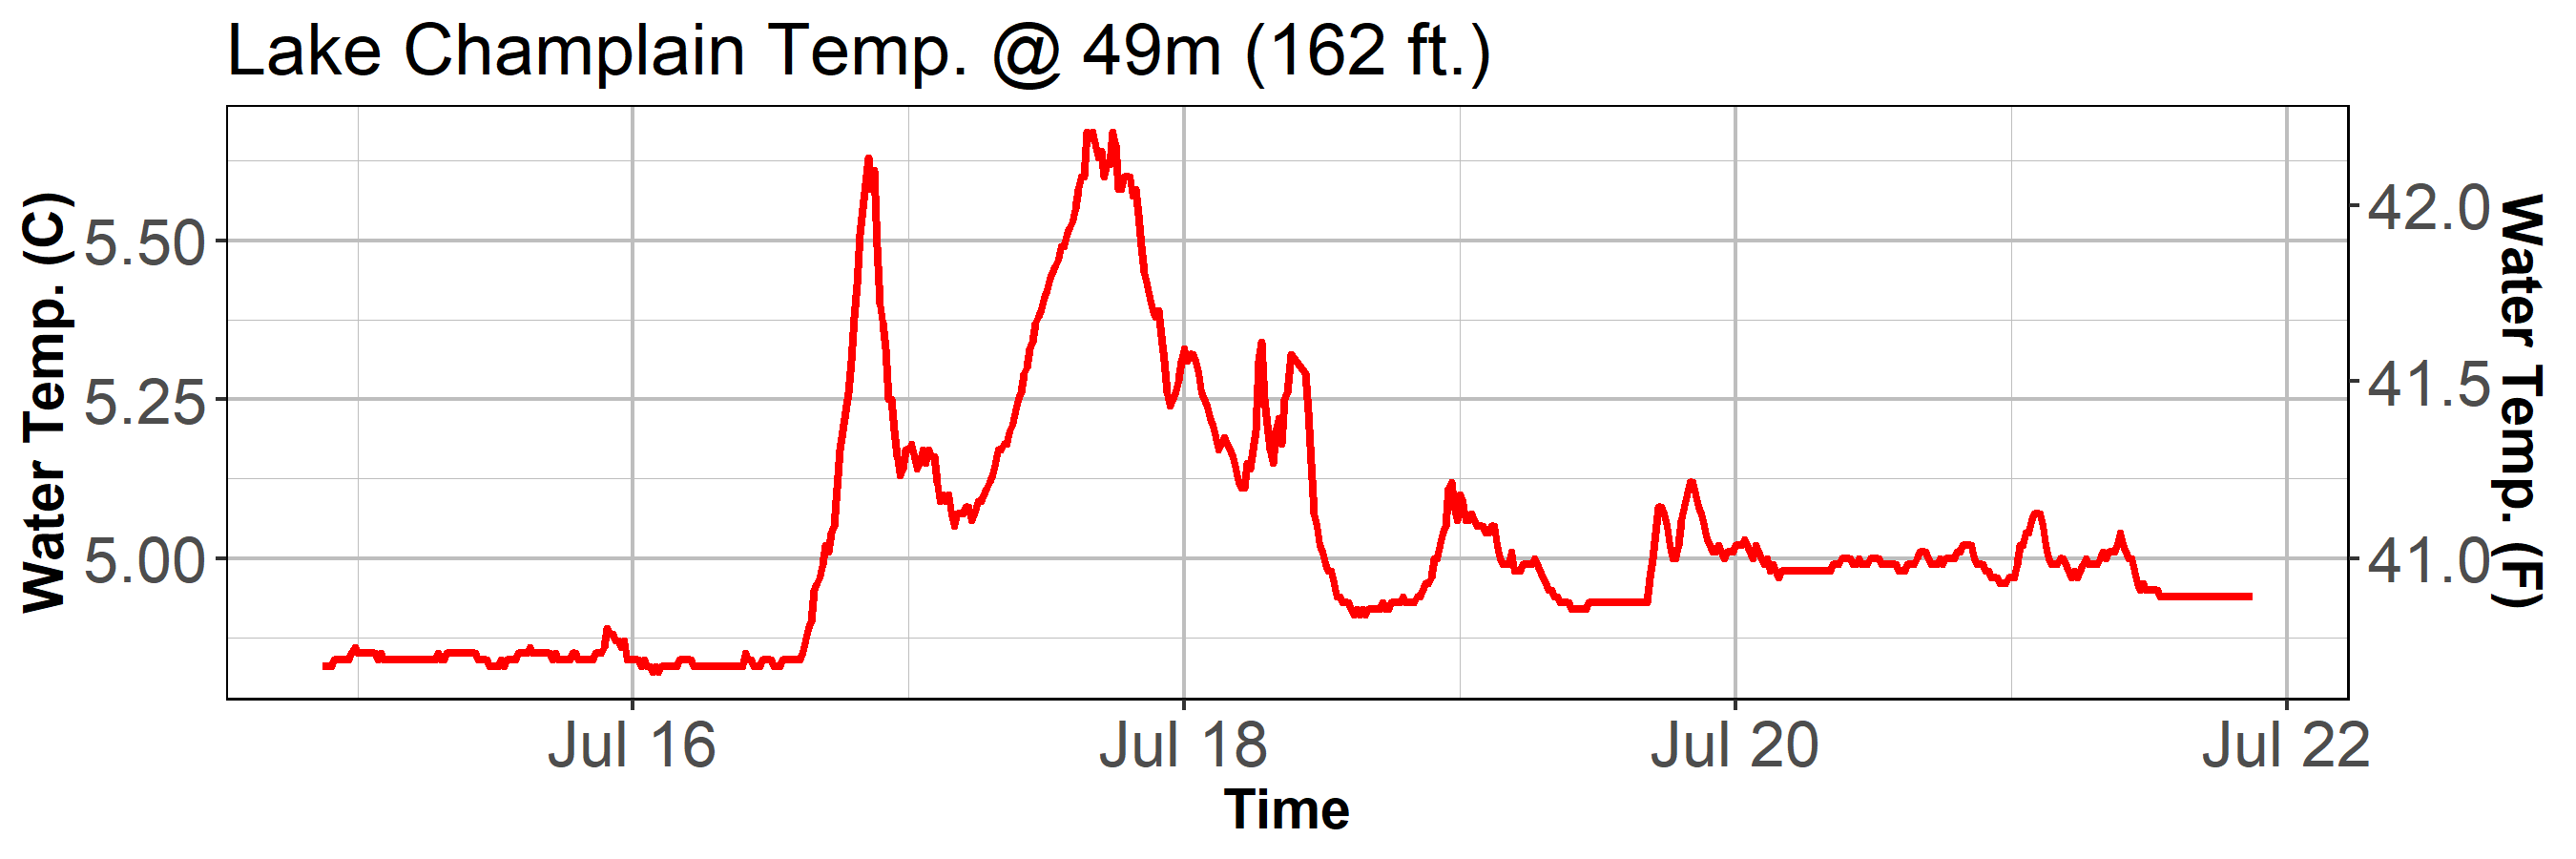 Lake Champlain Temp. @ 49m (162 ft.)
Water Temp. (C)
5.50
5.25
5.00
42.0
41.5
41.0
Water Temp. (F)
Jul 16
Jul 18
Jul 20
Jul 22
Time